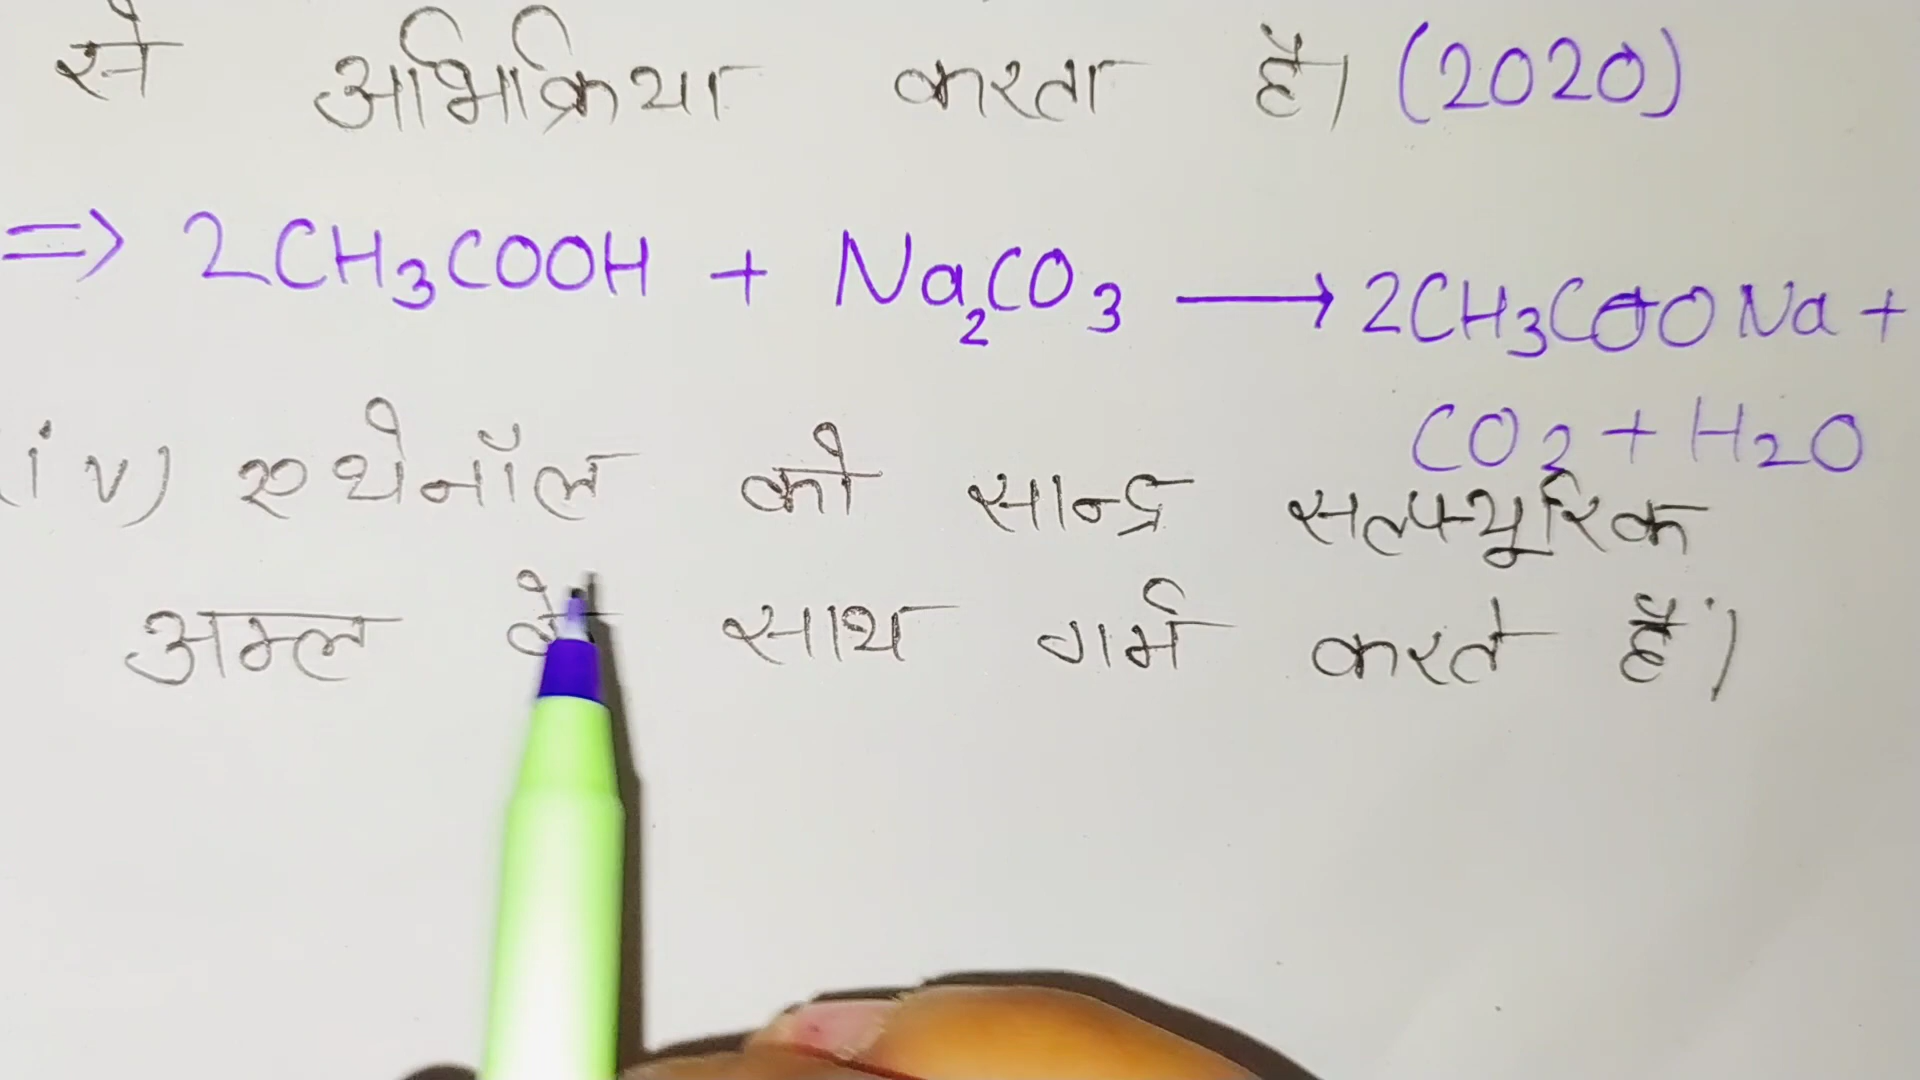 से अभिक्रिया करता है। (2020)
=> 2CH3COOH + Na2CO3 ⟶ 2CH3COONa +
CO2 + H2O
(iv) एथेनॉल को सान्द्र सल्फ्यूरिक
अम्ल के साथ गर्म करते हैं।